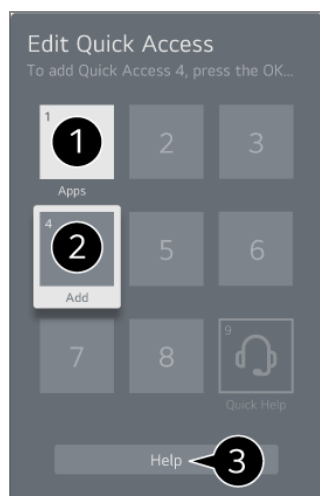 Edit Quick Access
To add Quick Access 4, press the OK...
1 1 2 3
Apps
4 2 5 6
Add
7 8 9
Quick Help
Help 3